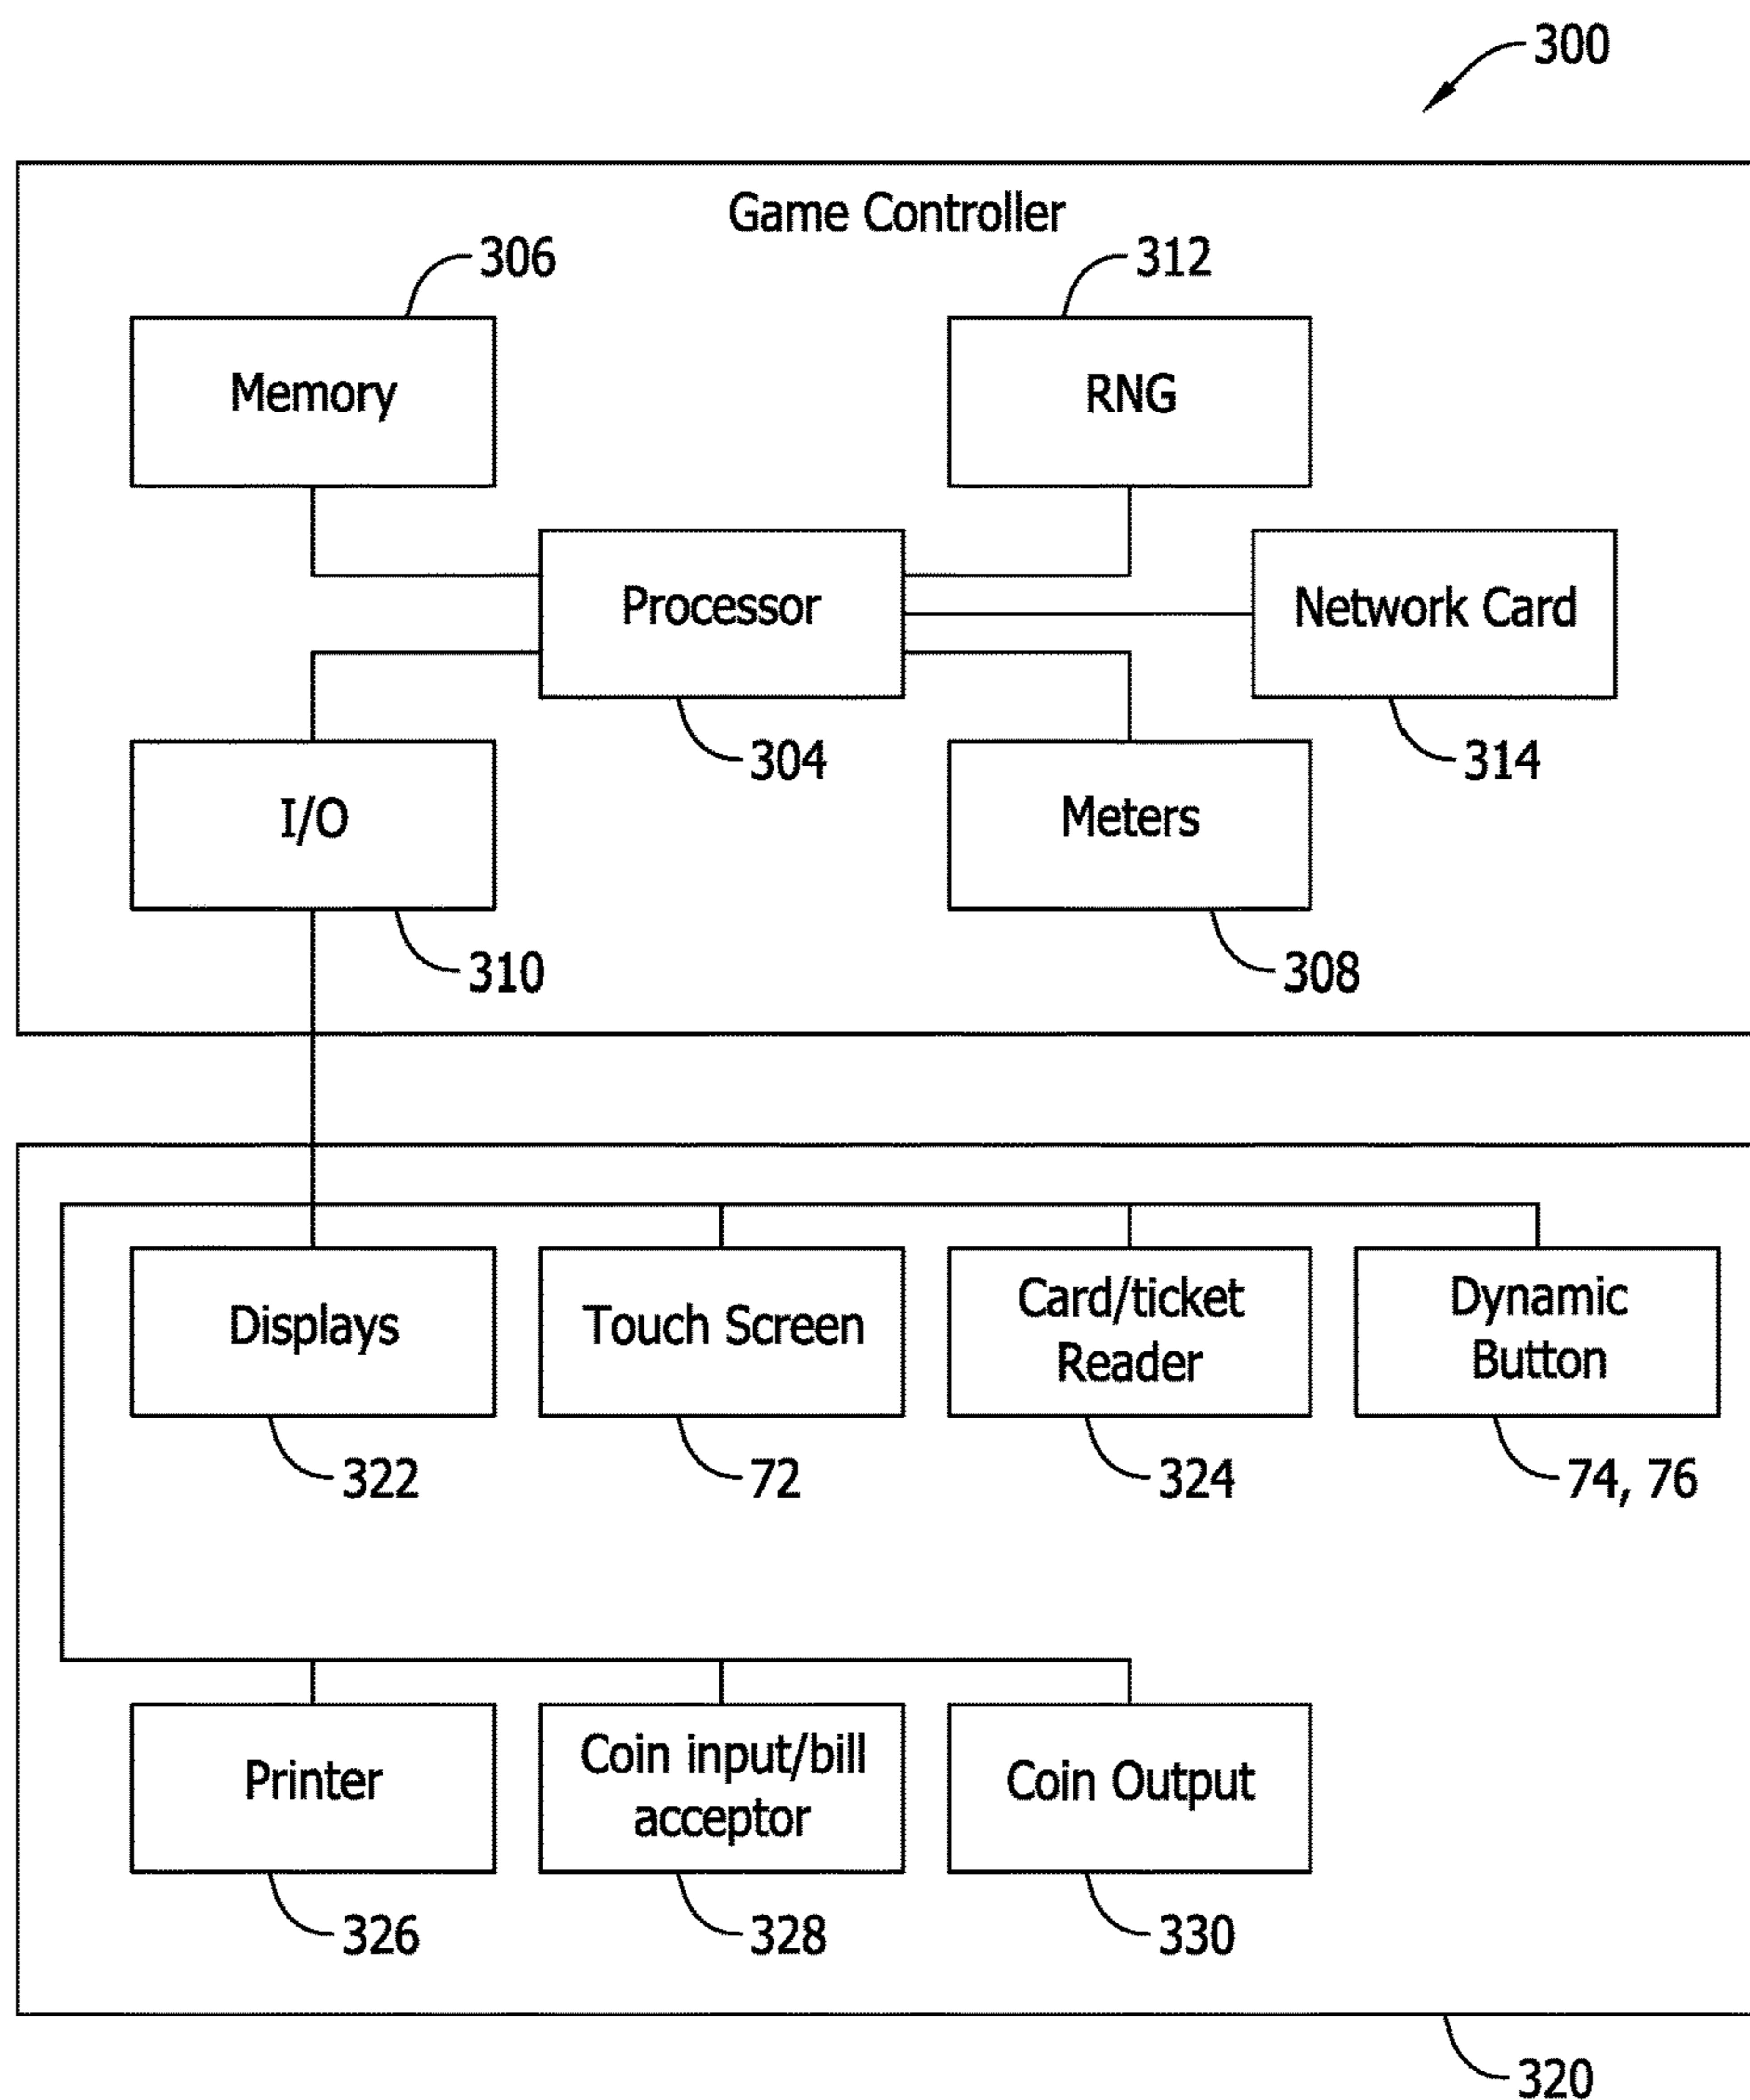 300
Game Controller
306
312
Memory
RNG
Processor
Network Card
304
314
I/O
Meters
310
308
Displays
Touch Screen
Card/ticket
Reader
Dynamic
Button
322
72
324
74, 76
Printer
Coin input/bill
acceptor
Coin Output
326
328
330
320